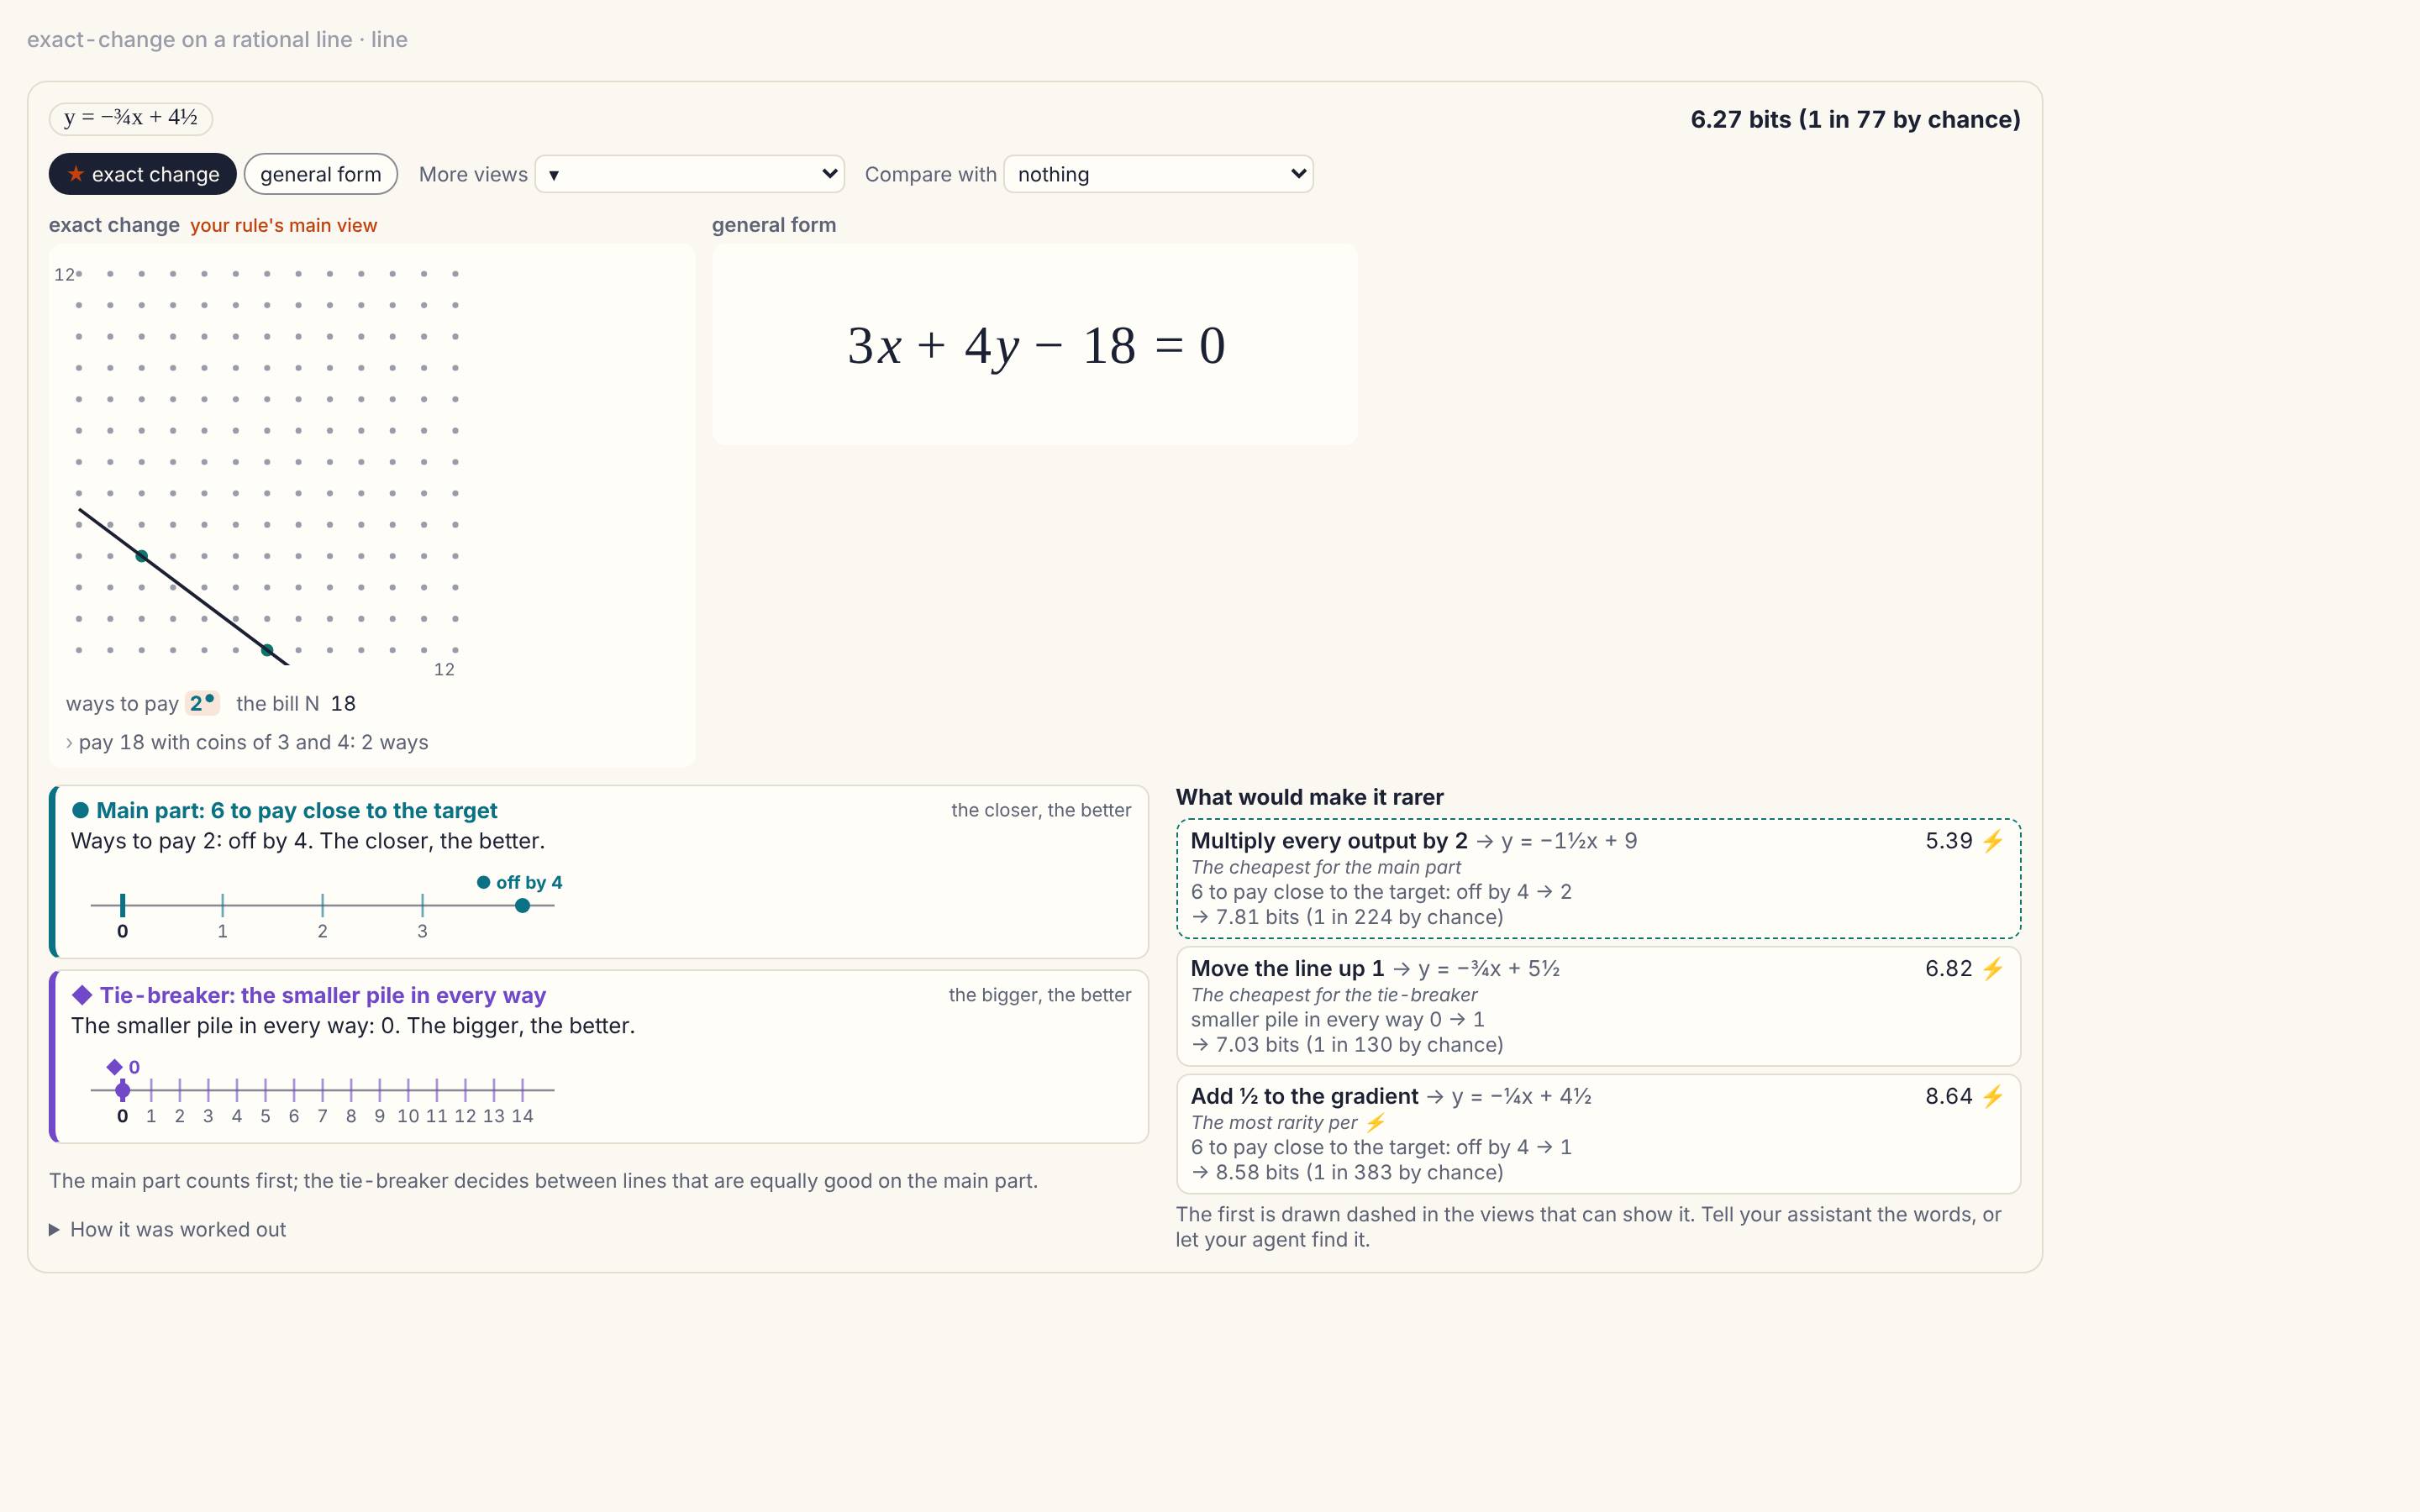 exact-change on a rational line · line
y = −¾x + 4½
6.27 bits (1 in 77 by chance)
★ exact change
general form
More views ▾
Compare with nothing
exact change your rule's main view
general form
12
3x + 4y − 18 = 0
12
ways to pay 2 the bill N 18
› pay 18 with coins of 3 and 4: 2 ways
● Main part: 6 to pay close to the target
the closer, the better
Ways to pay 2: off by 4. The closer, the better.
● off by 4
0 1 2 3
◆ Tie-breaker: the smaller pile in every way
the bigger, the better
The smaller pile in every way: 0. The bigger, the better.
◆ 0
0 1 2 3 4 5 6 7 8 9 10 11 12 13 14
The main part counts first; the tie-breaker decides between lines that are equally good on the main part.
▶ How it was worked out
What would make it rarer
Multiply every output by 2 → y = −1½x + 9 5.39 ⚡
The cheapest for the main part
6 to pay close to the target: off by 4 → 2
→ 7.81 bits (1 in 224 by chance)
Move the line up 1 → y = −¾x + 5½ 6.82 ⚡
The cheapest for the tie-breaker
smaller pile in every way 0 → 1
→ 7.03 bits (1 in 130 by chance)
Add ½ to the gradient → y = −¼x + 4½ 8.64 ⚡
The most rarity per ⚡
6 to pay close to the target: off by 4 → 1
→ 8.58 bits (1 in 383 by chance)
The first is drawn dashed in the views that can show it. Tell your assistant the words, or
let your agent find it.